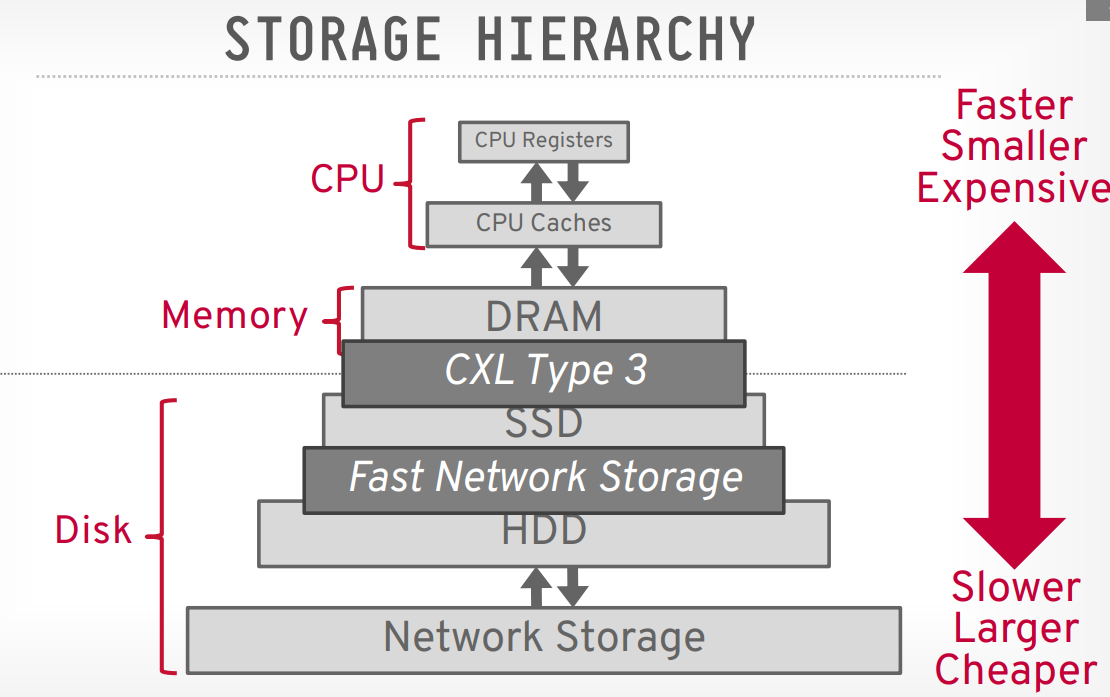 STORAGE HIERARCHY
Faster
Smaller
Expensive
CPU
CPU Registers
CPU Caches
Memory
DRAM
CXL Type 3
SSD
Fast Network Storage
Disk
HDD
Network Storage
Slower
Larger
Cheaper